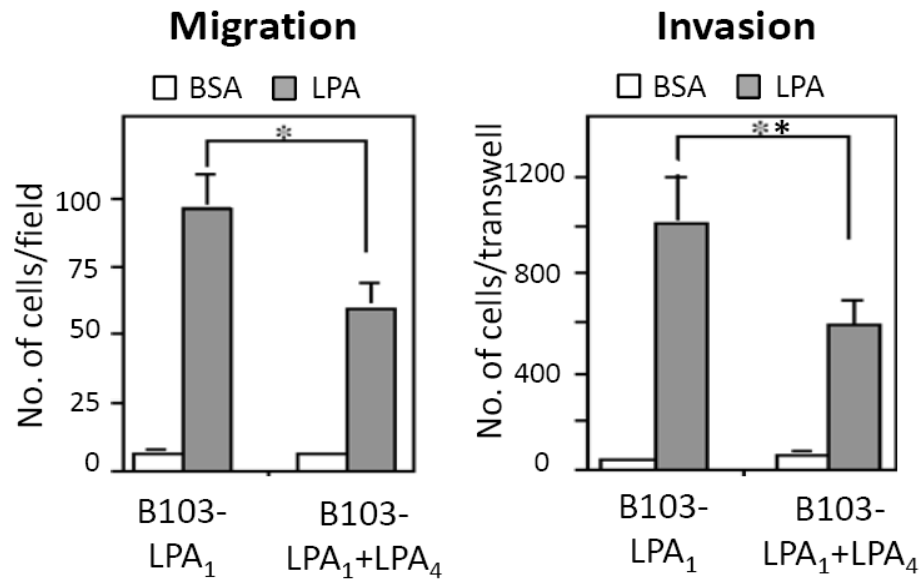 Migration
BSA LPA
*
No. of cells/field
100
75
50
25
0
B103-
LPA₁
B103-
LPA₁+LPA₄
Invasion
BSA LPA
**
No. of cells/transwell
1200
800
400
0
B103-
LPA₁
B103-
LPA₁+LPA₄